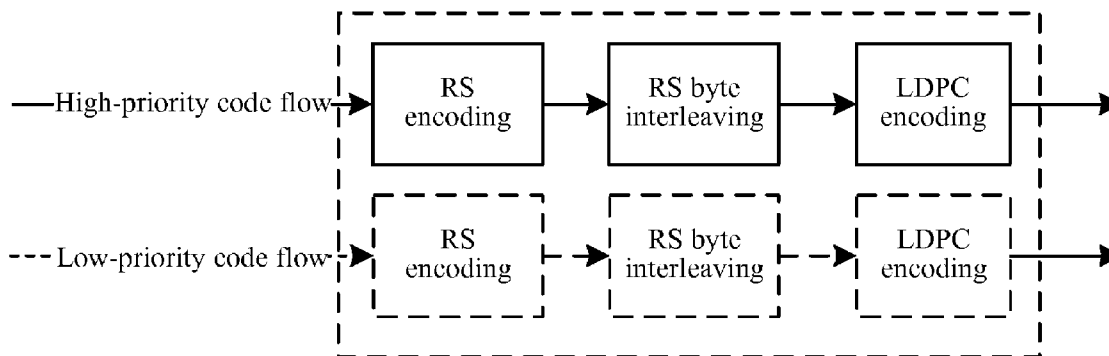 High-priority code flow
RS
encoding
RS byte
interleaving
LDPC
encoding
Low-priority code flow
RS
encoding
RS byte
interleaving
LDPC
encoding